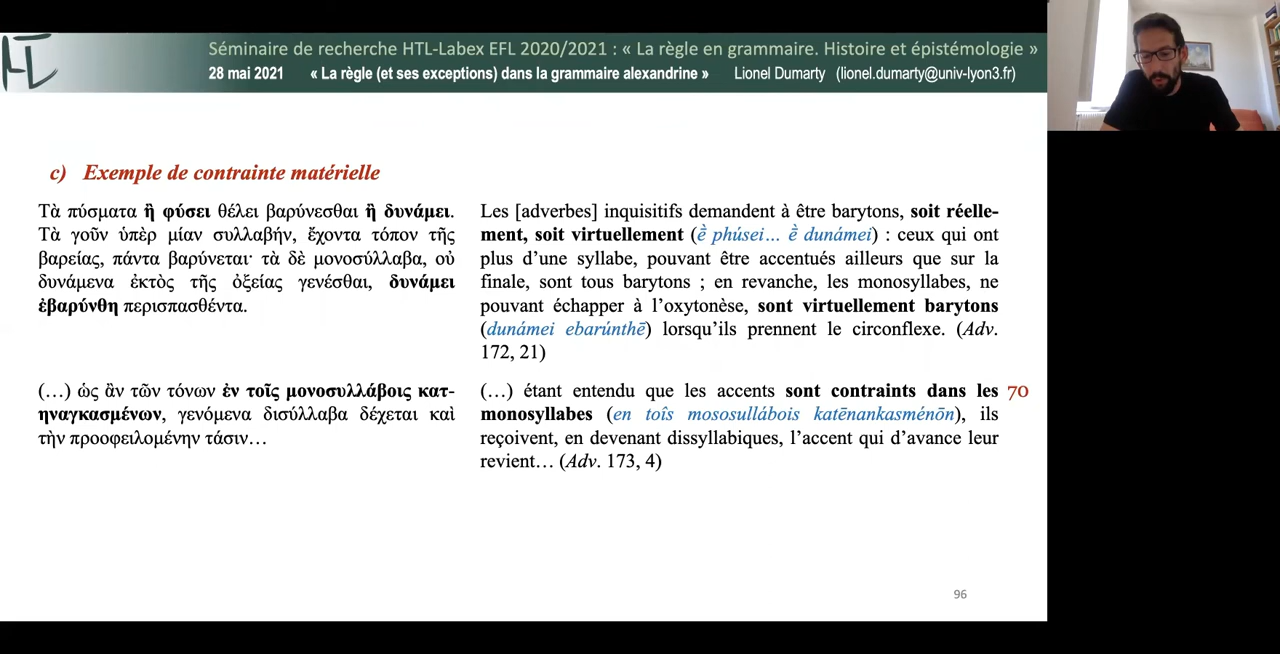 HTL
Séminaire de recherche HTL-Labex EFL 2020/2021 : « La règle en grammaire. Histoire et épistémologie »
28 mai 2021 « La règle (et ses exceptions) dans la grammaire alexandrine » Lionel Dumarty (lionel.dumarty@univ-lyon3.fr)
c) Exemple de contrainte matérielle
Τὰ πύσματα ἢ φύσει θέλει βαρύνεσθαι ἢ δυνάμει.
Τὰ γοῦν ὑπὲρ μίαν συλλαβήν, ἔχοντα τόπον τῆς
βαρείας, πάντα βαρύνεται· τὰ δὲ μονοσύλλαβα, οὐ
δυνάμενα ἐκτὸς τῆς ὀξείας γενέσθαι, δυνάμει
ἐβαρύνθη περισπασθέντα.
Les [adverbes] inquisitifs demandent à être barytons, soit réelle-
ment, soit virtuellement (ḕ phúsei… ḕ dunámei) : ceux qui ont
plus d’une syllabe, pouvant être accentués ailleurs que sur la
finale, sont tous barytons ; en revanche, les monosyllabes, ne
pouvant échapper à l’oxytonèse, sont virtuellement barytons
(dunámei ebarúnthē) lorsqu’ils prennent le circonflexe. (Adv.
172, 21)
(…) ὡς ἂν τῶν τόνων ἐν τοῖς μονοσυλλάβοις κατ-
ηναγκασμένων, γενόμενα δισύλλαβα δέχεται καὶ
τὴν προοφειλομένην τάσιν…
(…) étant entendu que les accents sont contraints dans les 70
monosyllabes (en toîs mososullábois katēnankasménōn), ils
reçoivent, en devenant dissyllabiques, l’accent qui d’avance leur
revient… (Adv. 173, 4)
96